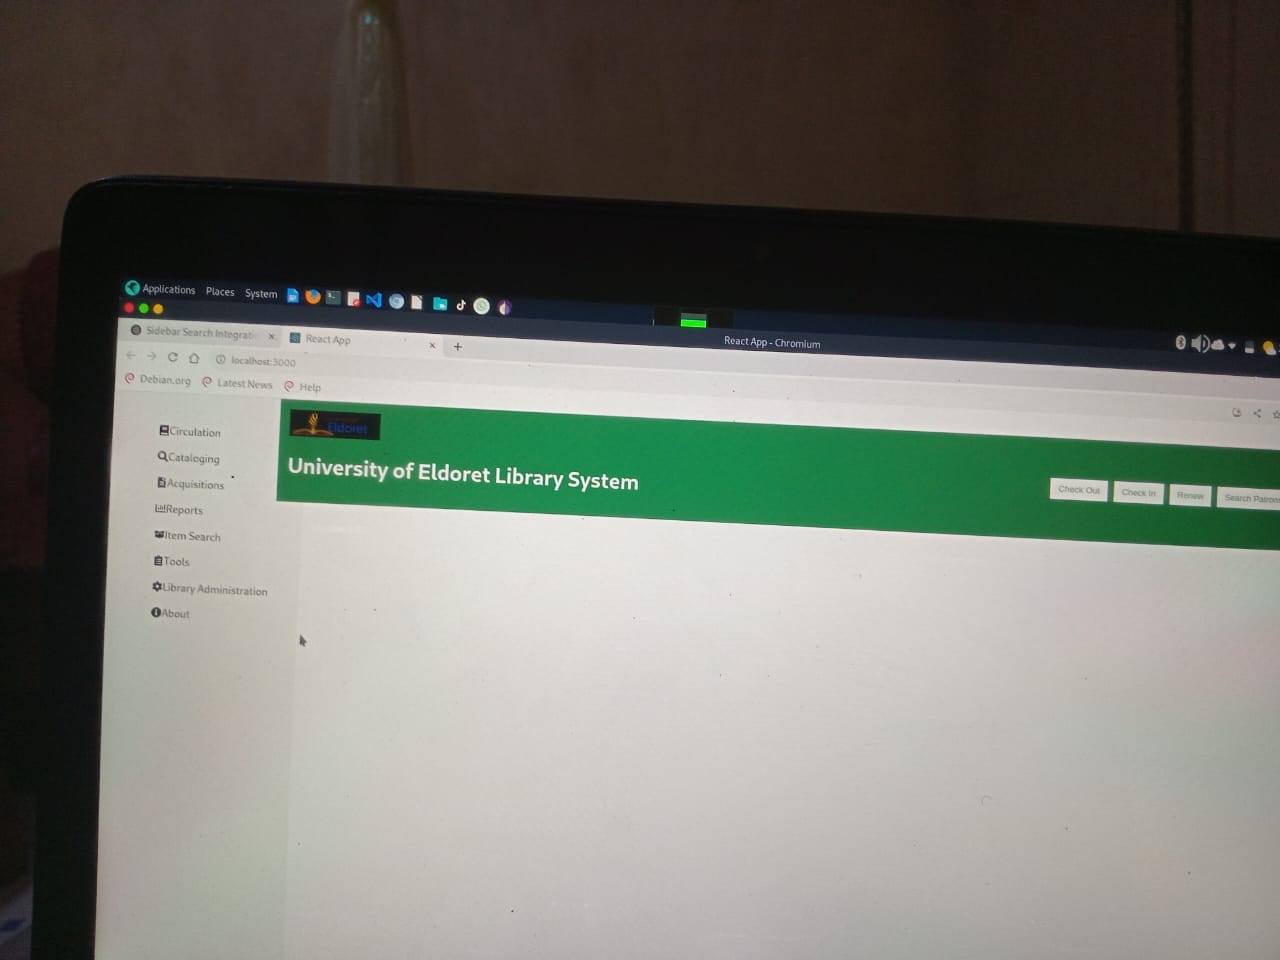 Applications Places System
React App - Chromium
Sidebar Search Integrati
React App
localhost:3000
Debian.org Latest News Help
Circulation
Cataloging
Acquisitions
Reports
Item Search
Tools
Library Administration
About
Eldoret
University of Eldoret Library System
Check Out Check In Renew Search Patrons